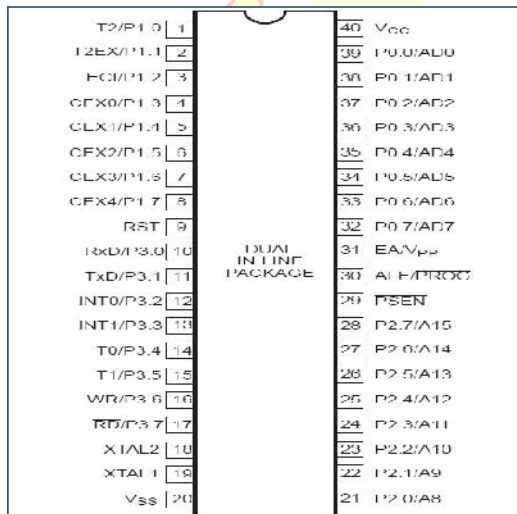 T2/P1.0 1
T2EX/P1.1 2
ECI/P1.2 3
CEX0/P1.3 4
CEX1/P1.4 5
CEX2/P1.5 6
CEX3/P1.6 7
CEX4/P1.7 8
RST 9
RxD/P3.0 10
TxD/P3.1 11
INT0/P3.2 12
INT1/P3.3 13
T0/P3.4 14
T1/P3.5 15
WR/P3.6 16
RD/P3.7 17
XTAL2 18
XTAL1 19
VSS 20
DUAL
IN LINE
PACKAGE
40 VCC
39 P0.0/AD0
38 P0.1/AD1
37 P0.2/AD2
36 P0.3/AD3
35 P0.4/AD4
34 P0.5/AD5
33 P0.6/AD6
32 P0.7/AD7
31 EA/VPP
30 ALE/PROG
29 PSEN
28 P2.7/A15
27 P2.6/A14
26 P2.5/A13
25 P2.4/A12
24 P2.3/A11
23 P2.2/A10
22 P2.1/A9
21 P2.0/A8